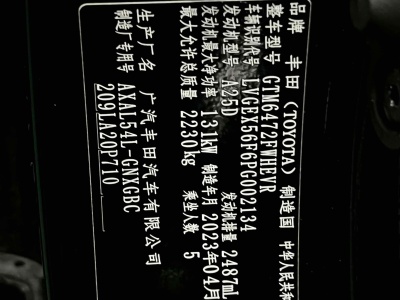 品牌 丰田（TOYOTA） 制造国 中华人民共和
整车型号 GTM6472FWHEVR
车辆识别代号 LVGEX56F6PG002134
发动机型号 A25D 发动机排量 2487mL
发动机最大净功率 131kW 制造年月 2023年04月
最大允许总质量 2230kg 乘坐人数 5
生产厂名 广汽丰田汽车有限公司
制造厂专用号 AXAL54L-GNXGBC
209LA20P710